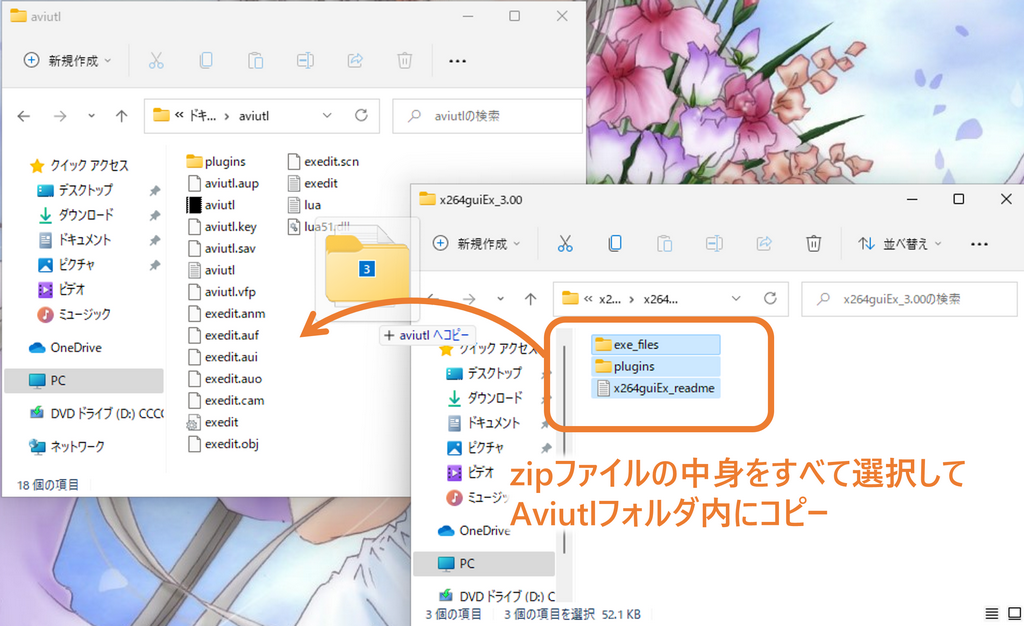 aviutl
新規作成
« ドキ... › aviutl
aviutlの検索
クイック アクセス
デスクトップ
ダウンロード
ドキュメント
ピクチャ
ビデオ
ミュージック
OneDrive
PC
DVD ドライブ (D:) CCC
ネットワーク
plugins
aviutl.aup
aviutl
aviutl.key
aviutl.sav
aviutl
aviutl.vfp
exedit.anm
exedit.auf
exedit.aui
exedit.auo
exedit.cam
exedit
exedit.obj
exedit.scn
exedit
lua
lua51.dll
18 個の項目
3
+ aviutl へコピー
x264guiEx_3.00
新規作成
並べ替え
« x2... › x264...
x264guiEx_3.00の検索
クイック アクセス
デスクトップ
ダウンロード
ドキュメント
ピクチャ
ビデオ
ミュージッ
OneDrive
PC
DVD ドライブ (D:) C
exe_files
plugins
x264guiEx_readme
zipファイルの中身をすべて選択して
Aviutlフォルダ内にコピー
3 個の項目
3 個の項目を選択 52.1 KB